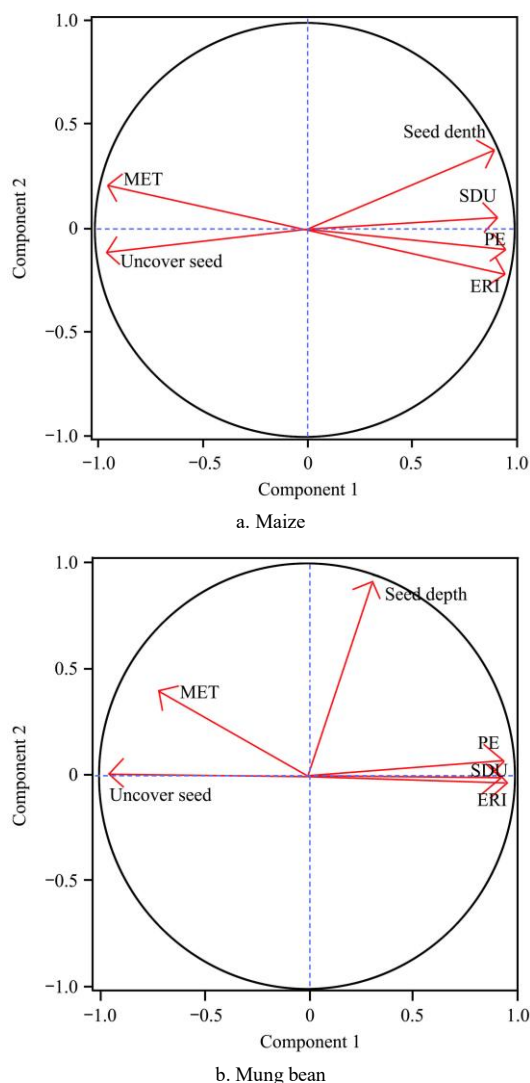 1.0
Seed denth
0.5
MET
SDU
Component 2
0
PE
Uncover seed
ERI
−0.5
−1.0
−1.0 −0.5 0 0.5 1.0
Component 1
a. Maize
1.0
Seed depth
0.5
MET
PE
Component 2
0
SDU
Uncover seed
ERI
−0.5
−1.0
−1.0 −0.5 0 0.5 1.0
Component 1
b. Mung bean